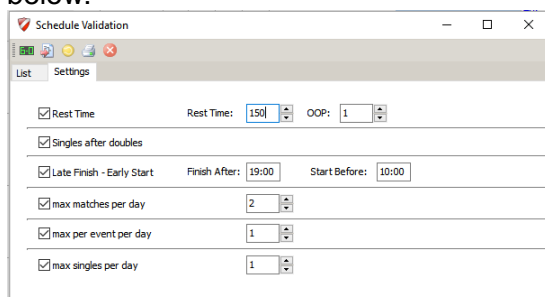 below:
Schedule Validation
List Settings
Rest Time Rest Time: 150 OOP: 1
Singles after doubles
Late Finish - Early Start Finish After: 19:00 Start Before: 10:00
max matches per day 2
max per event per day 1
max singles per day 1